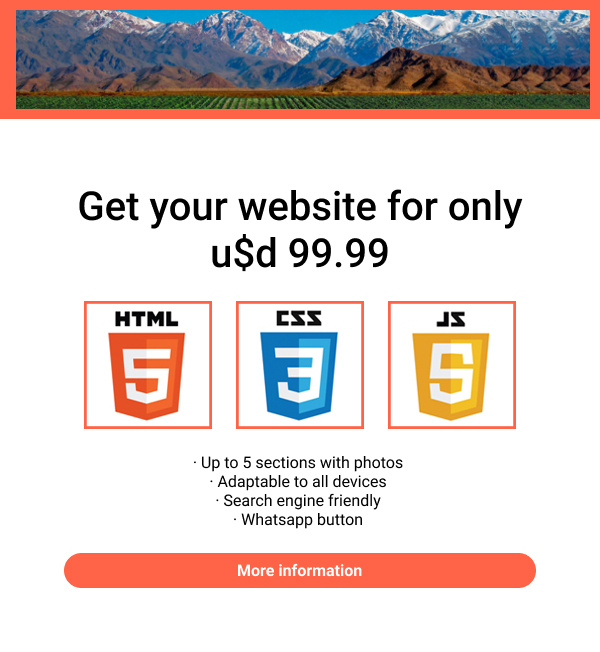 Get your website for only
u$d 99.99
HTML CSS JS
5 3 5
· Up to 5 sections with photos
· Adaptable to all devices
· Search engine friendly
· Whatsapp button
More information